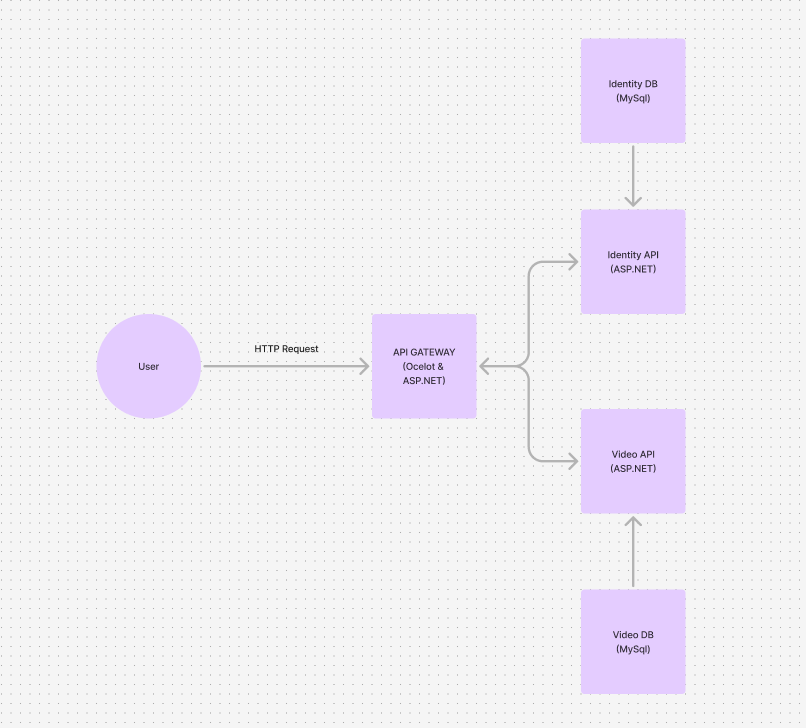 Identity DB
(MySql)
Identity API
(ASP.NET)
HTTP Request
User
API GATEWAY
(Ocelot &
ASP.NET)
Video API
(ASP.NET)
Video DB
(MySql)